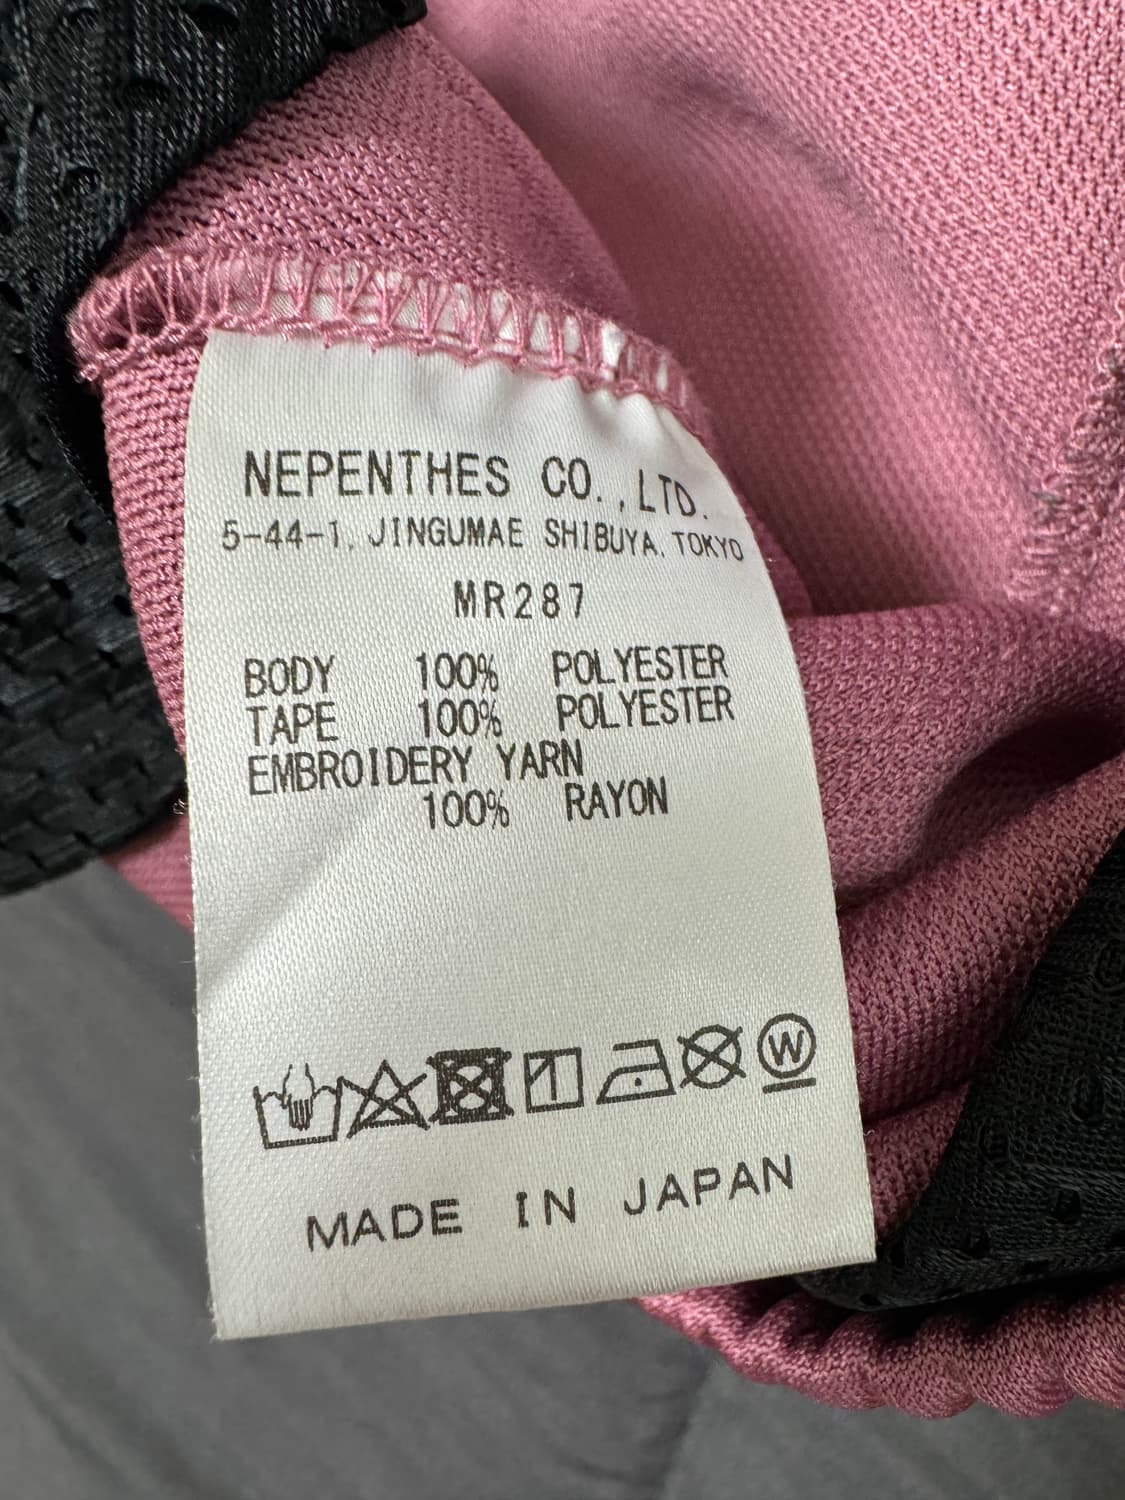 NEPENTHES CO.,LTD.
5-44-1, JINGUMAE SHIBUYA, TOKYO
MR287
BODY 100% POLYESTER
TAPE 100% POLYESTER
EMBROIDERY YARN
100% RAYON
W
MADE IN JAPAN